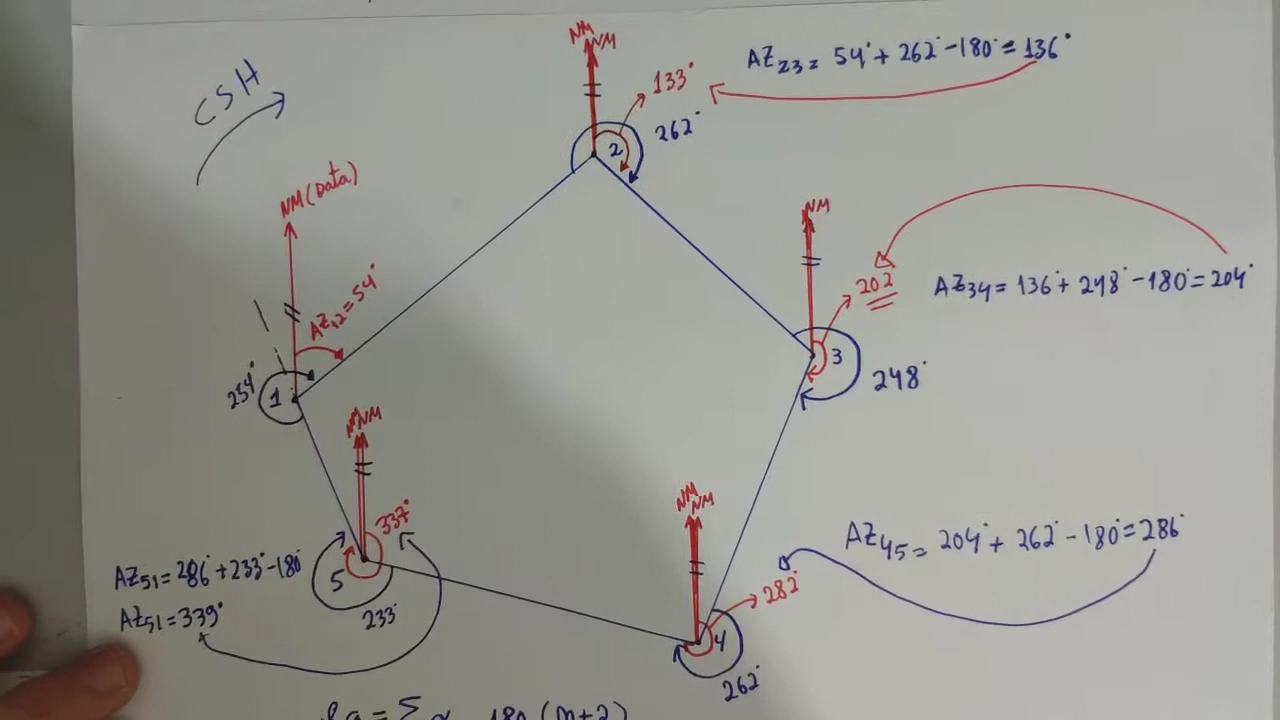 CSH
NM
NM
133°
262°
2
AZ23 = 54° + 262° - 180° = 136°
NM(Data)
AZ12 = 54°
254°
1
NM
202
3
248°
AZ34 = 136° + 248° - 180° = 204°
NM
337°
5
233°
AZ51 = 286° + 233° - 180°
AZ51 = 339°
NM
NM
282°
4
262°
AZ45 = 204° + 262° - 180° = 286°
180 (n+2)